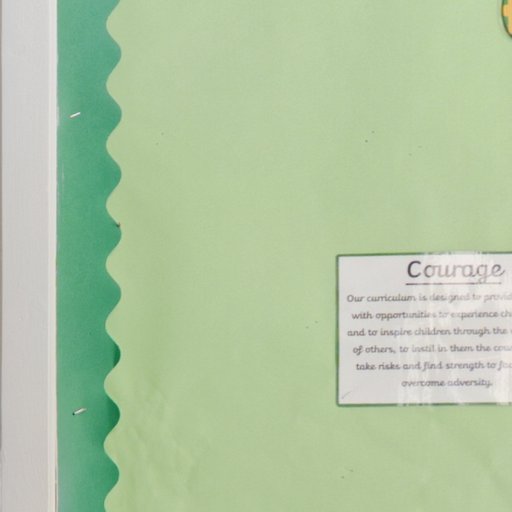 Courage
Our curriculum is designed to provid
with opportunities to experience ch
and to inspire children through the
of others, to instil in them the cou
take risks and find strength to fac
overcome adversity.